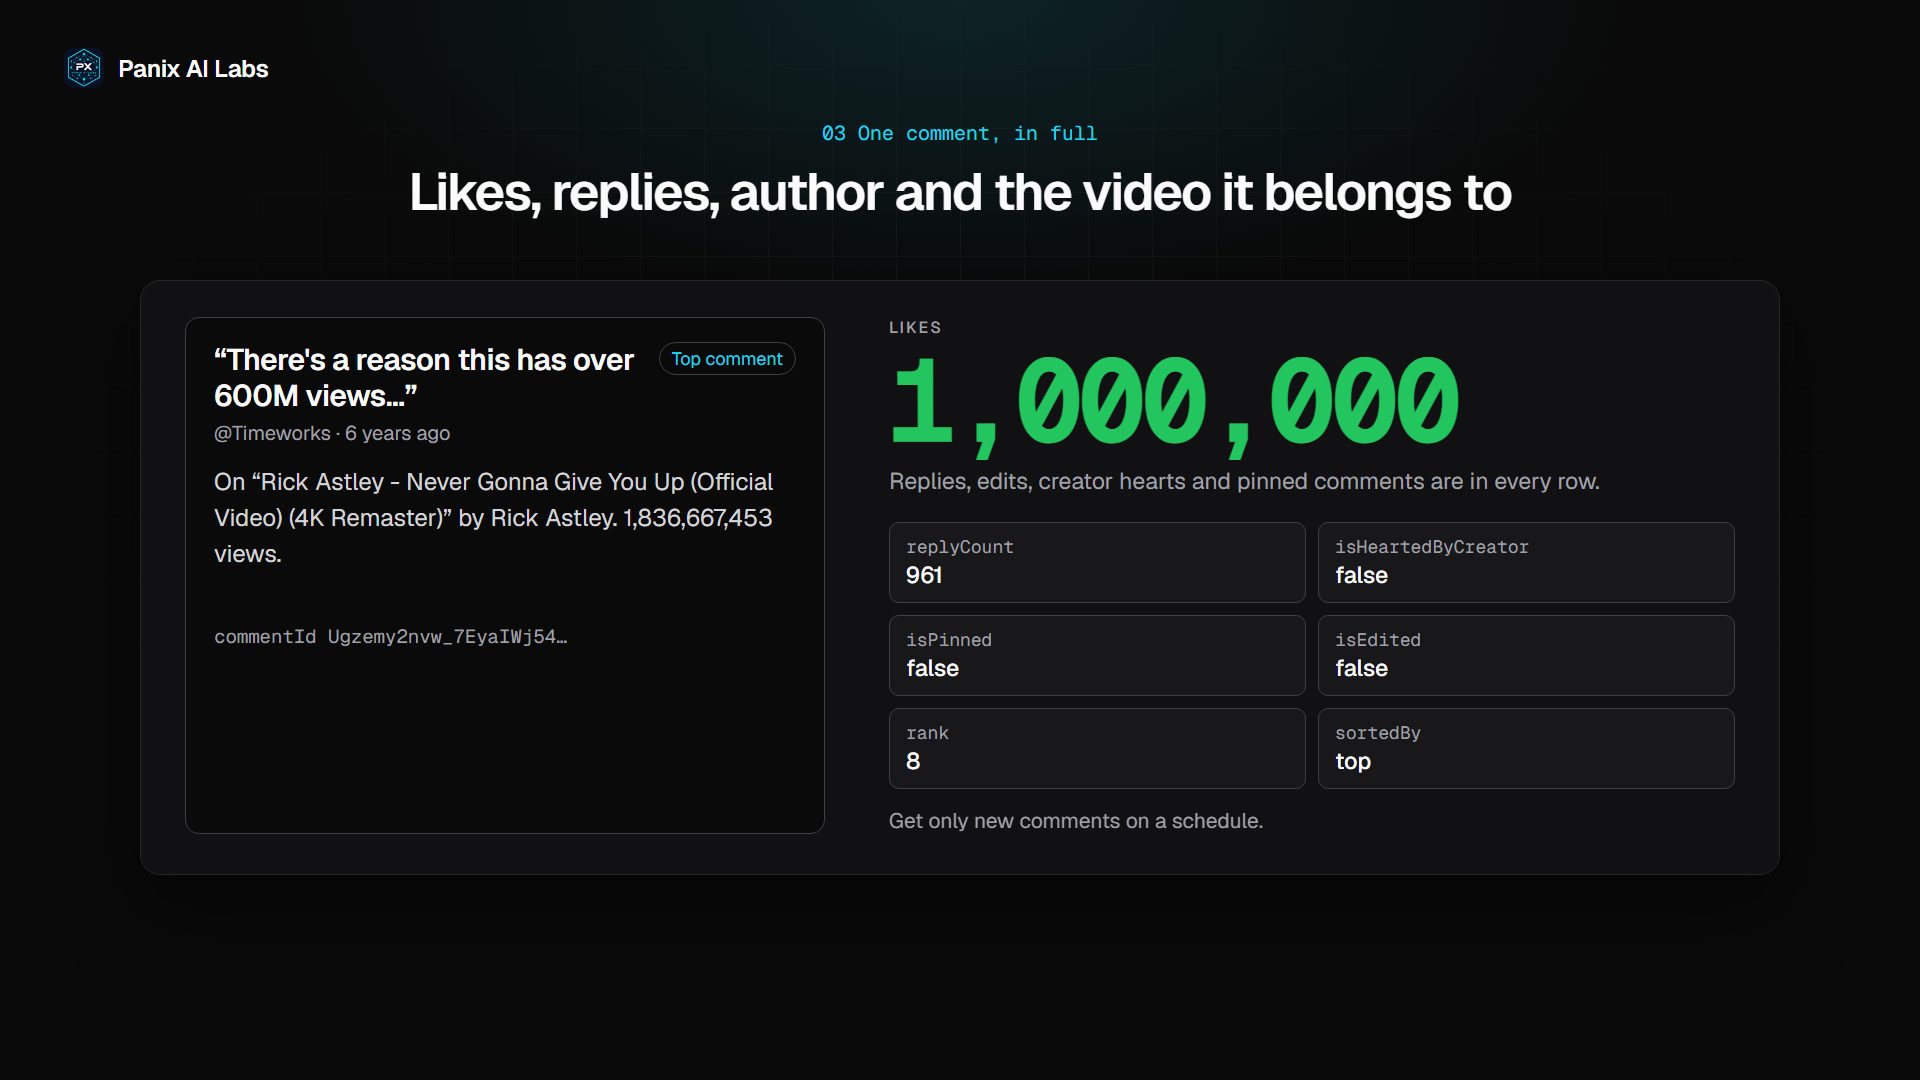 PX
Panix AI Labs
03 One comment, in full
Likes, replies, author and the video it belongs to
“There's a reason this has over
600M views...”
Top comment
@Timeworks · 6 years ago
On “Rick Astley - Never Gonna Give You Up (Official
Video) (4K Remaster)” by Rick Astley. 1,836,667,453
views.
commentId Ugzemy2nvw_7EyaIWj54…
LIKES
1,000,000
Replies, edits, creator hearts and pinned comments are in every row.
replyCount
961
isHeartedByCreator
false
isPinned
false
isEdited
false
rank
8
sortedBy
top
Get only new comments on a schedule.